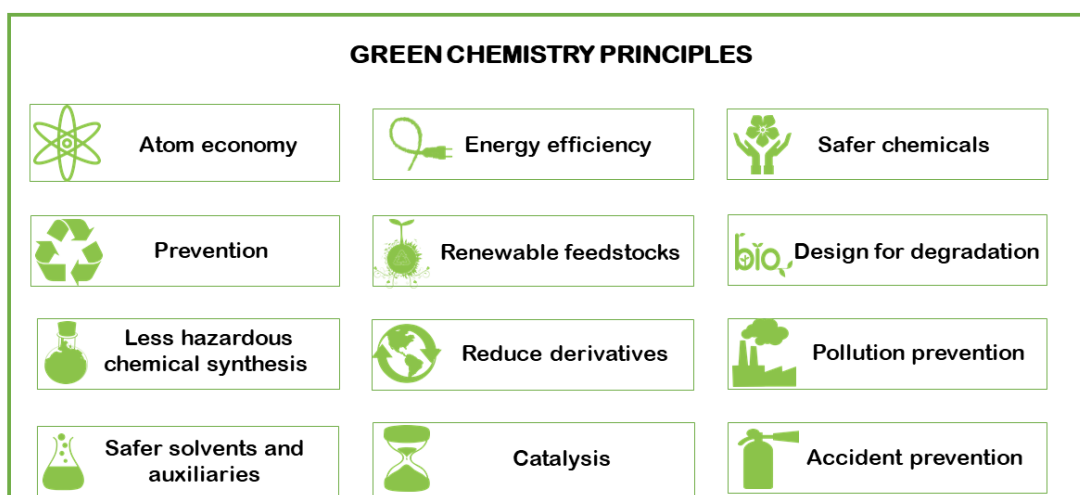 GREEN CHEMISTRY PRINCIPLES
Atom economy
Energy efficiency
Safer chemicals
Prevention
Renewable feedstocks
bio
Design for degradation
Less hazardous
chemical synthesis
Reduce derivatives
Pollution prevention
Safer solvents and
auxiliaries
Catalysis
Accident prevention